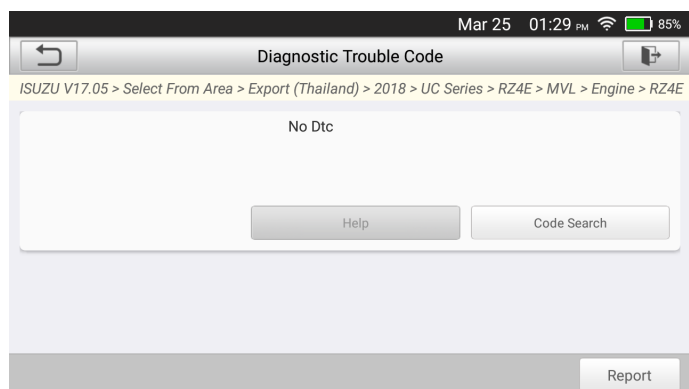 Mar 25 01:29 PM 85%
Diagnostic Trouble Code
ISUZU V17.05 > Select From Area > Export (Thailand) > 2018 > UC Series > RZ4E > MVL > Engine > RZ4E
No Dtc
Help
Code Search
Report